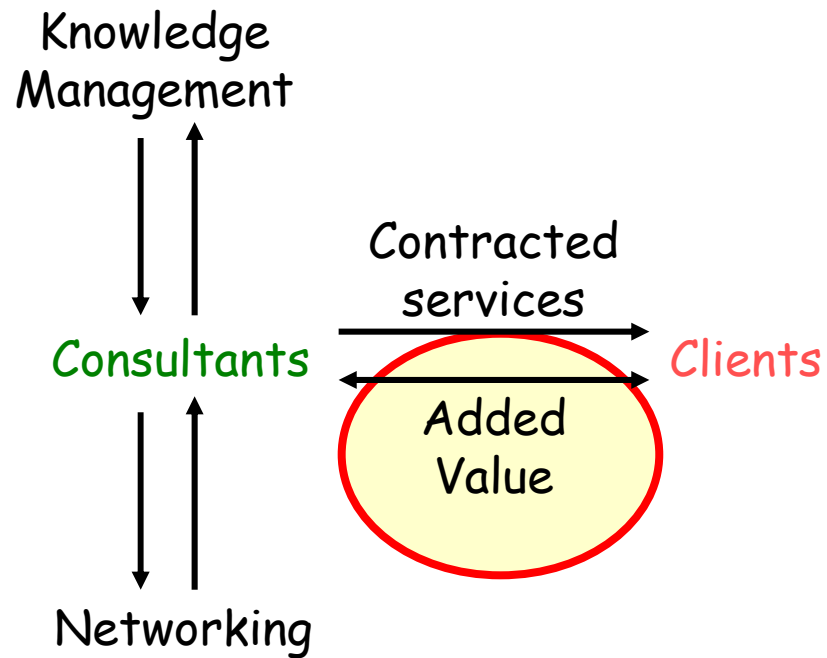 Knowledge
Management
Contracted
services
Consultants
Clients
Added
Value
Networking